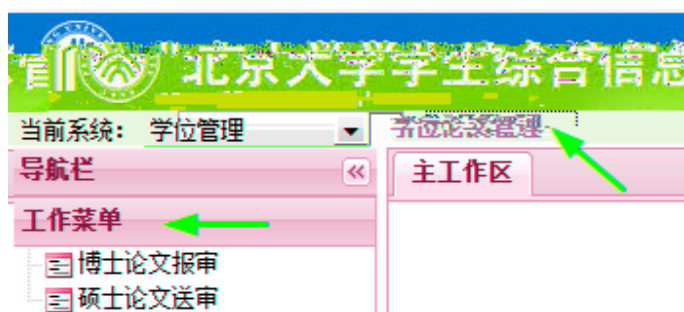 北京大学学生综合信息
当前系统： 学位管理 学位论文管理
导航栏 主工作区
工作菜单
博士论文报审
硕士论文送审